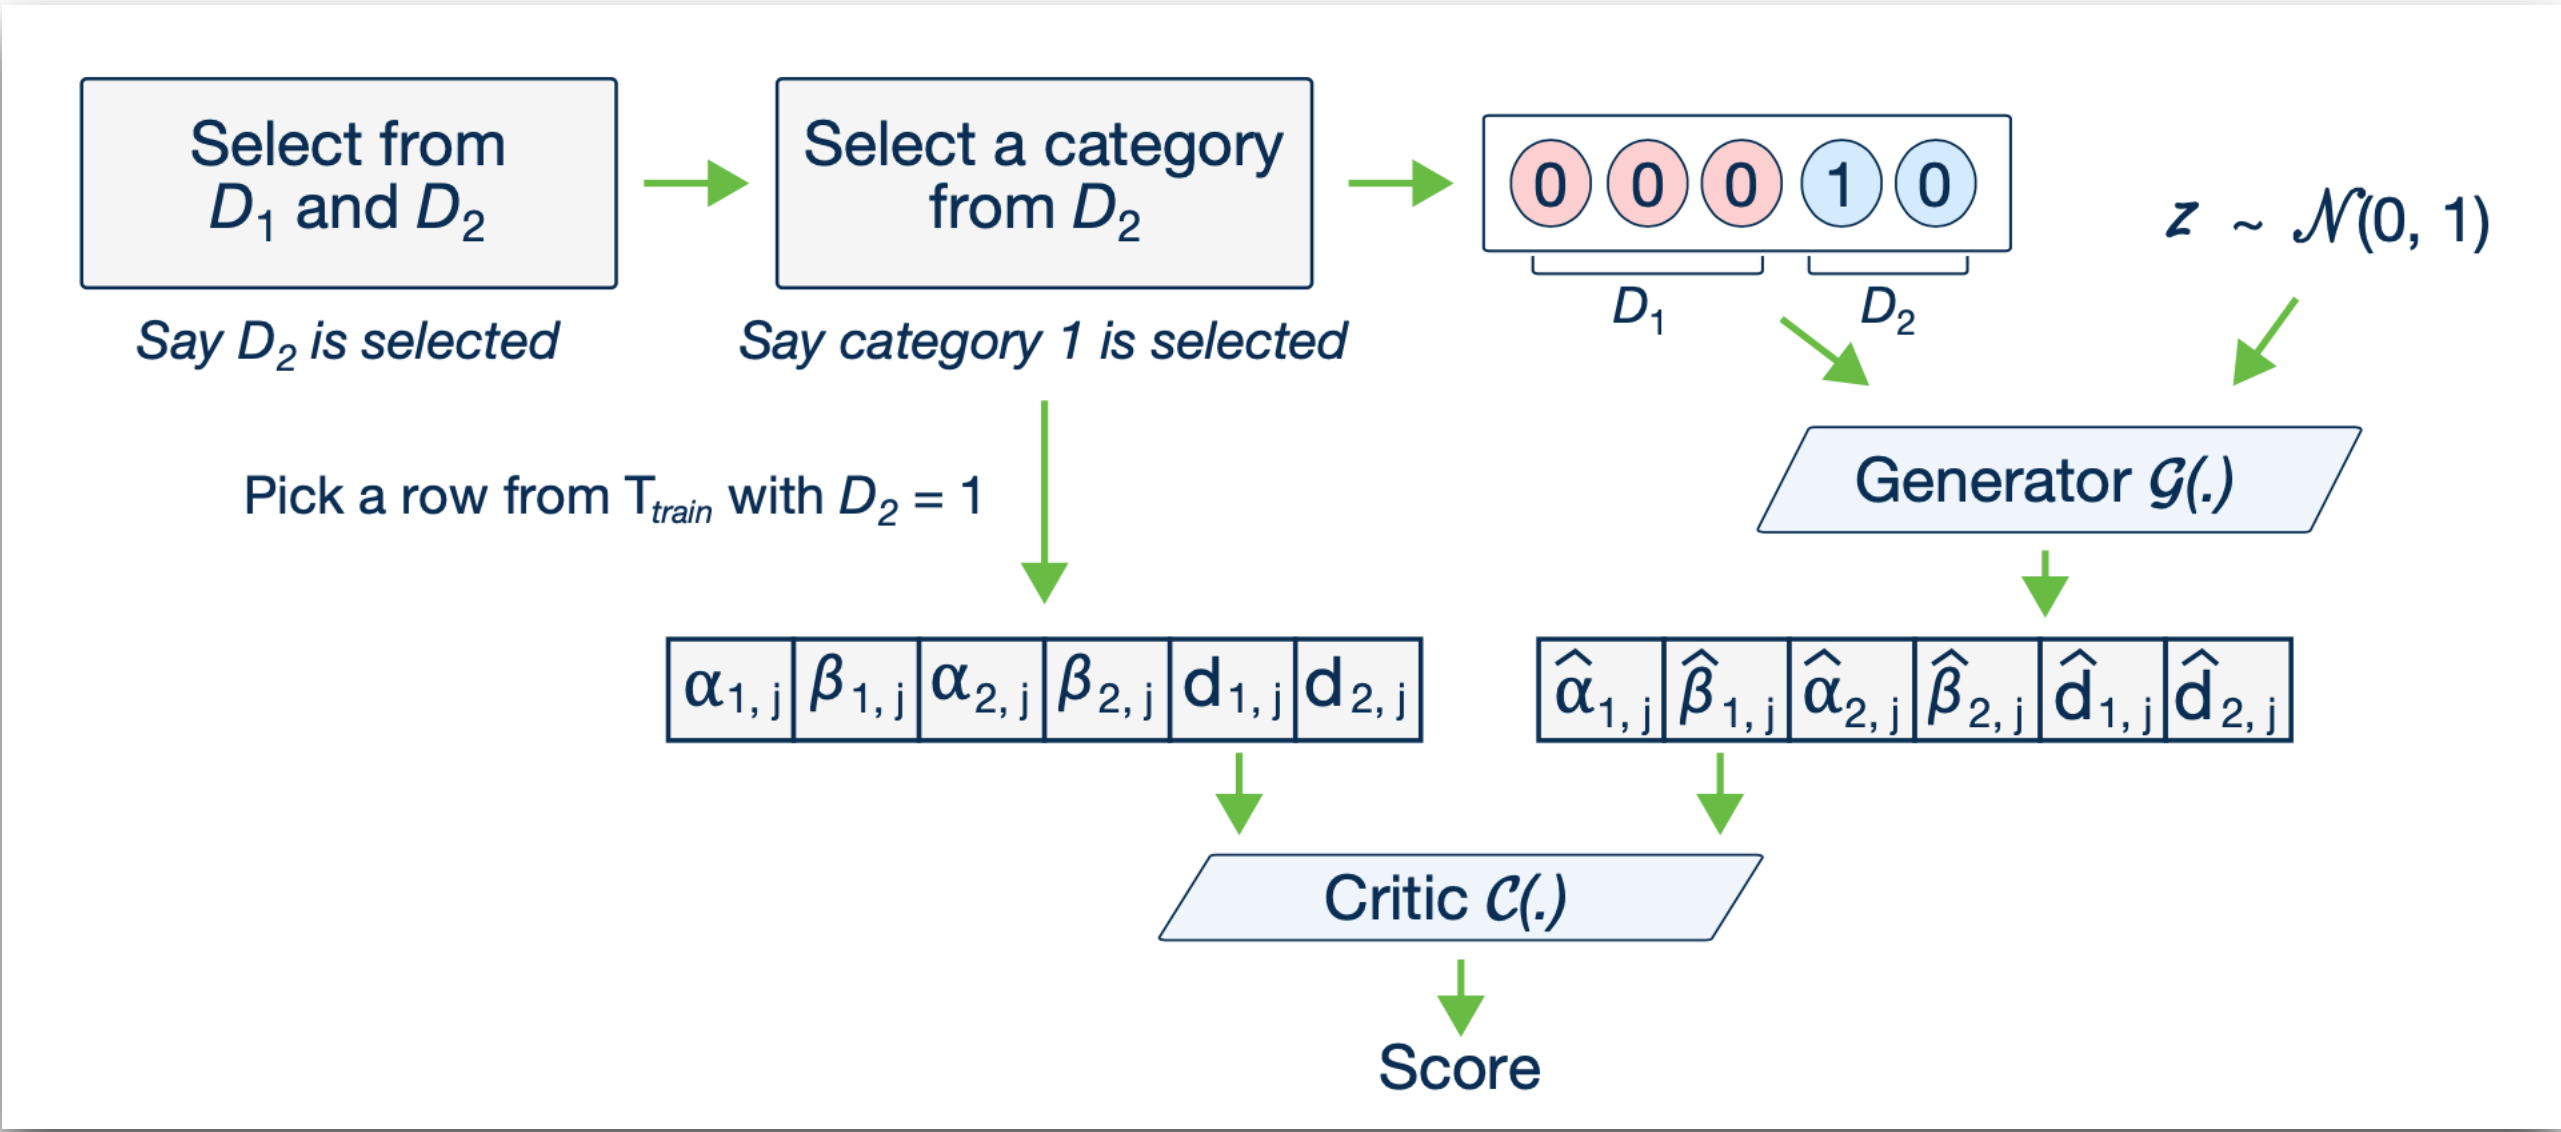 Select from
D₁ and D₂
Say D₂ is selected
Select a category
from D₂
Say category 1 is selected
0 0 0 1 0
D₁ D₂
z ~ 𝒩(0, 1)
Pick a row from T_train with D₂ = 1
Generator 𝒢(.)
α₁, j β₁, j α₂, j β₂, j d₁, j d₂, j
α̂₁, j β̂₁, j α̂₂, j β̂₂, j d̂₁, j d̂₂, j
Critic 𝒞(.)
Score